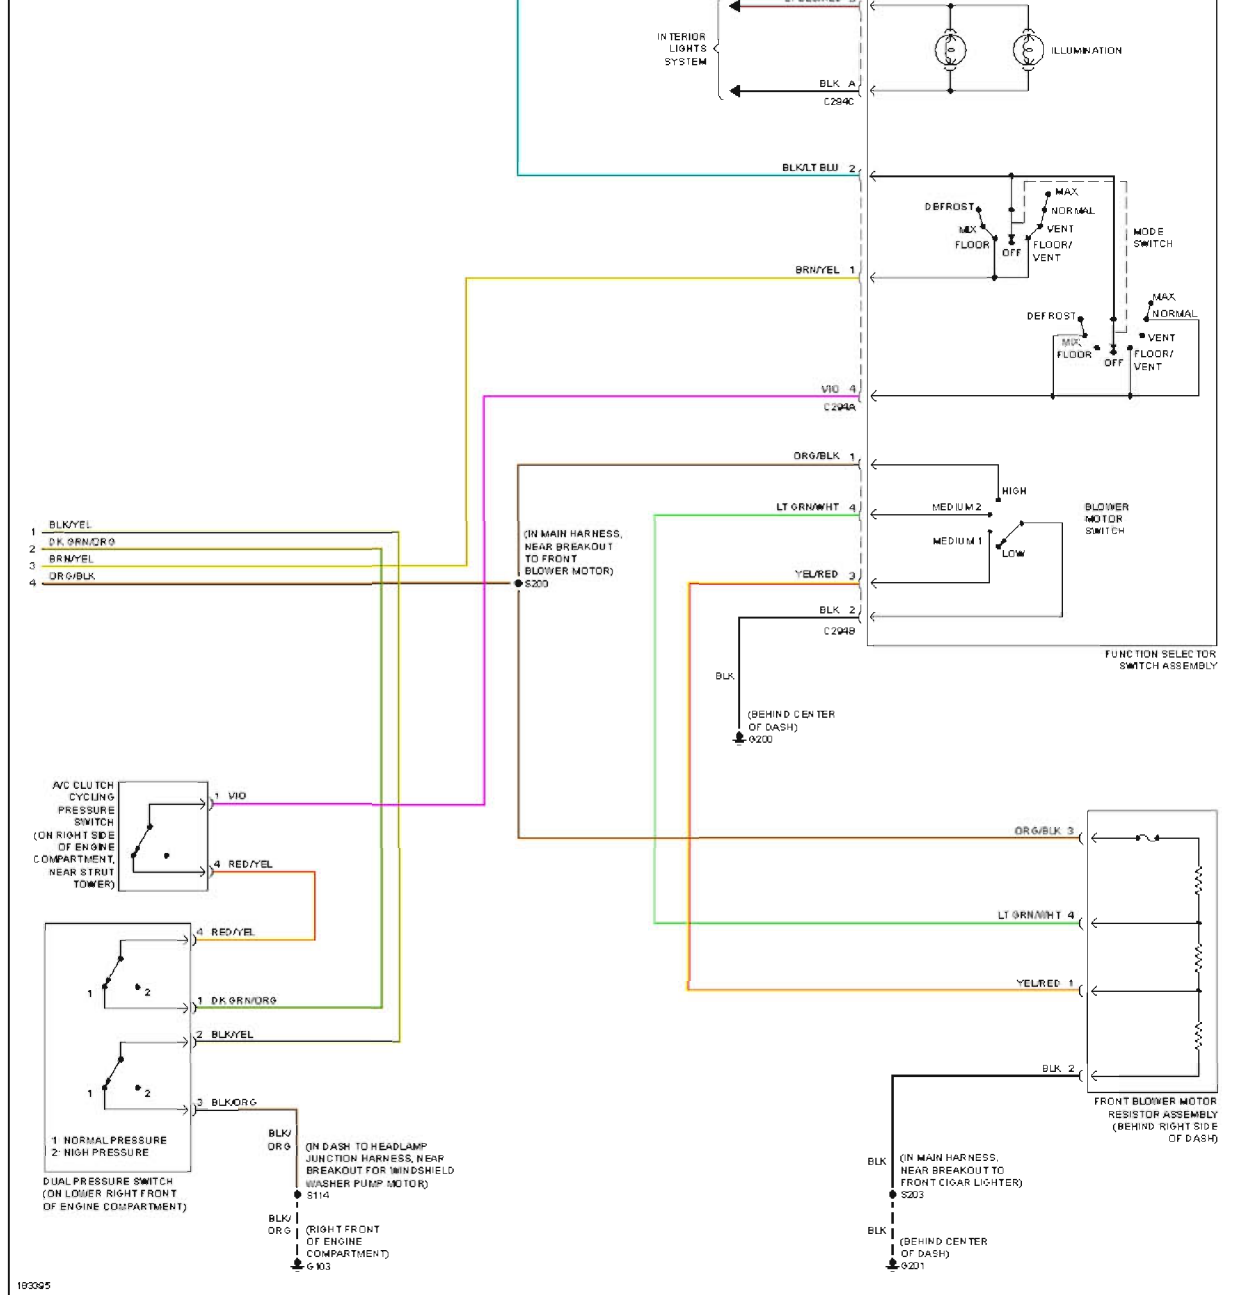 INTERIOR
LIGHTS
SYSTEM
BLK A
C294C
ILLUMINATION
BLK/LT BLU 2
MAX
DEFROST
NORMAL
MIX
VENT
FLOOR
OFF
FLOOR/
VENT
MODE
SWITCH
BRN/YEL 1
MAX
DEFROST
NORMAL
MIX
VENT
FLOOR
OFF
FLOOR/
VENT
VIO 4
C294A
ORG/BLK 1
HIGH
LT GRN/WHT 4
MEDIUM 2
BLOWER
MOTOR
SWITCH
MEDIUM 1
LOW
YEL/RED 3
BLK 2
C294B
FUNCTION SELECTOR
SWITCH ASSEMBLY
1 BLK/YEL
2 DK GRN/ORG
3 BRN/YEL
4 ORG/BLK
(IN MAIN HARNESS,
NEAR BREAKOUT
TO FRONT
BLOWER MOTOR)
S200
BLK
(BEHIND CENTER
OF DASH)
G200
A/C CLUTCH
CYCLING
PRESSURE
SWITCH
(ON RIGHT SIDE
OF ENGINE
COMPARTMENT,
NEAR STRUT
TOWER)
1 VIO
4 RED/YEL
4 RED/YEL
1 2
1 DK GRN/ORG
2 BLK/YEL
1 2
3 BLK/ORG
1 NORMAL PRESSURE
2 HIGH PRESSURE
DUAL PRESSURE SWITCH
(ON LOWER RIGHT FRONT
OF ENGINE COMPARTMENT)
BLK/
ORG
(IN DASH TO HEADLAMP
JUNCTION HARNESS, NEAR
BREAKOUT FOR WINDSHIELD
WASHER PUMP MOTOR)
S114
BLK/
ORG
(RIGHT FRONT
OF ENGINE
COMPARTMENT)
G103
ORG/BLK 3
LT GRN/WHT 4
YEL/RED 1
BLK 2
FRONT BLOWER MOTOR
RESISTOR ASSEMBLY
(BEHIND RIGHT SIDE
OF DASH)
BLK
(IN MAIN HARNESS,
NEAR BREAKOUT TO
FRONT CIGAR LIGHTER)
S203
BLK
(BEHIND CENTER
OF DASH)
G201
183395